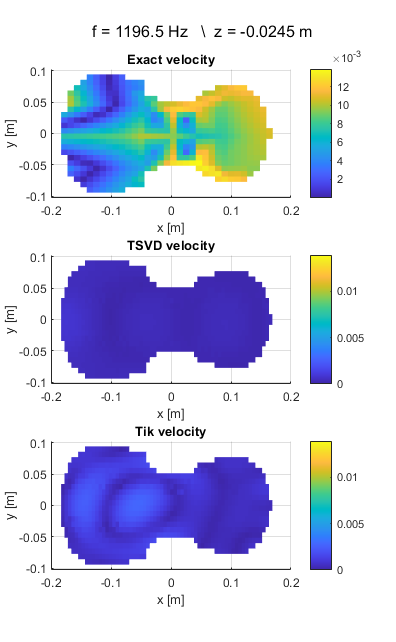 f = 1196.5 Hz \ z = -0.0245 m
Exact velocity
×10⁻³
0.1
0.05
0
-0.05
-0.1
y [m]
-0.2 -0.1 0 0.1 0.2
x [m]
12
10
8
6
4
2
TSVD velocity
0.1
0.05
0
-0.05
-0.1
y [m]
-0.2 -0.1 0 0.1 0.2
x [m]
0.01
0.005
0
Tik velocity
0.1
0.05
0
-0.05
-0.1
y [m]
-0.2 -0.1 0 0.1 0.2
x [m]
0.01
0.005
0